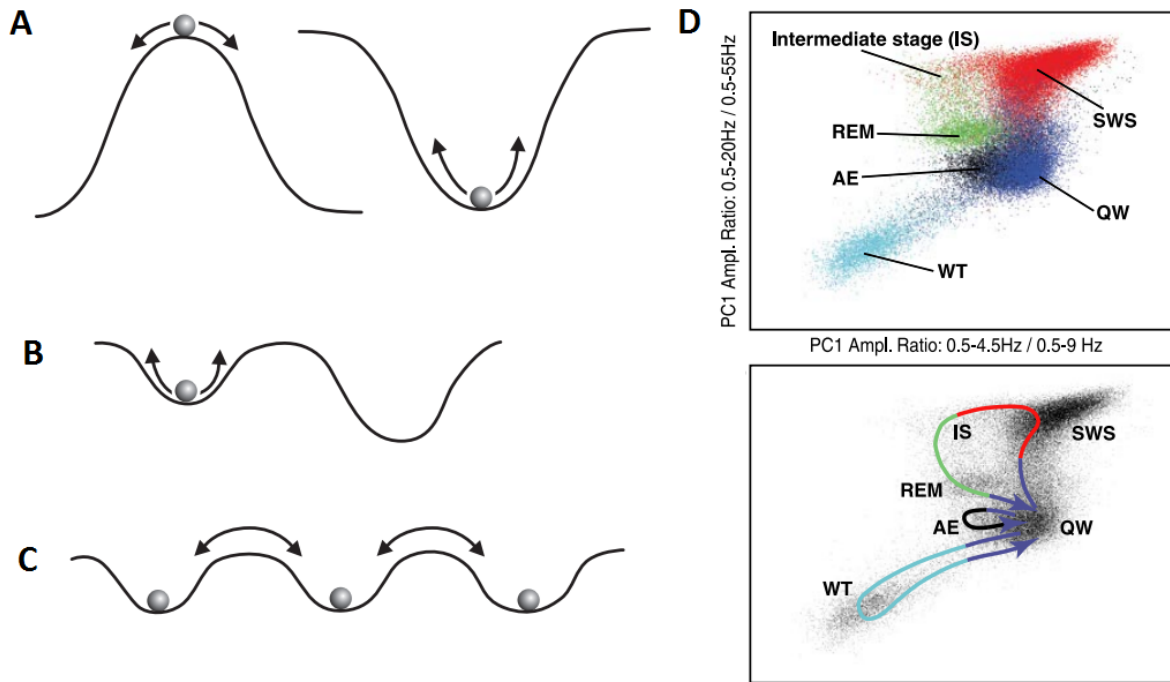 A
B
C
D
PC1 Ampl. Ratio: 0.5-20Hz / 0.5-55Hz
Intermediate stage (IS)
SWS
REM
AE
QW
WT
PC1 Ampl. Ratio: 0.5-4.5Hz / 0.5-9 Hz
IS
SWS
REM
AE
QW
WT